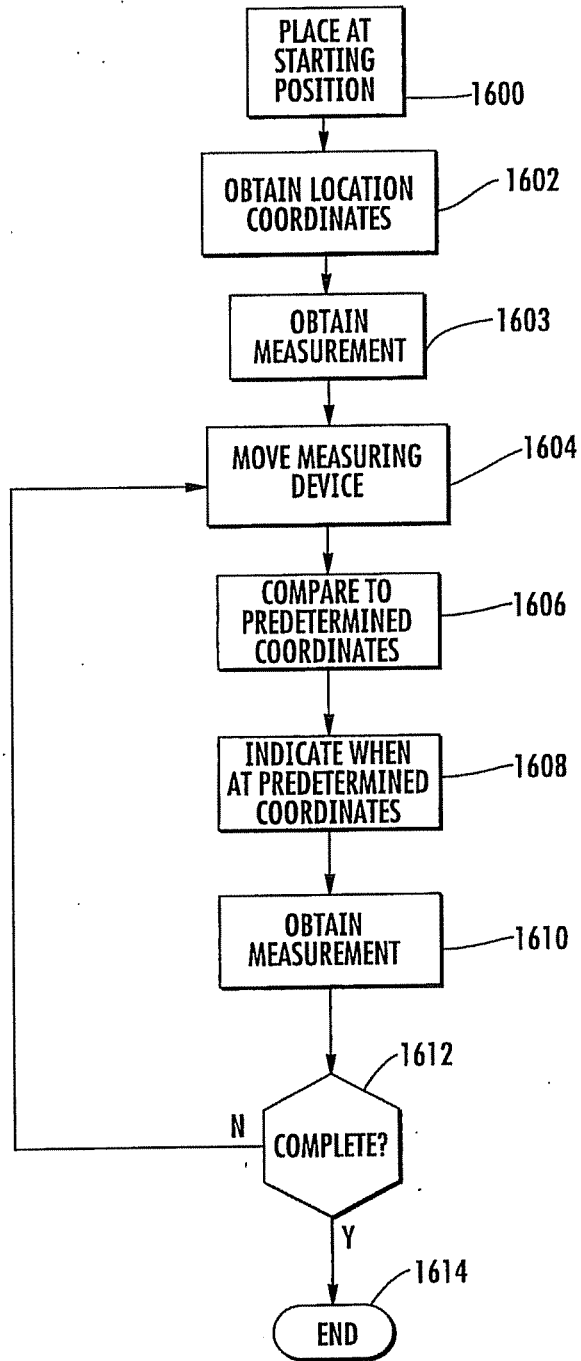 PLACE AT
STARTING
POSITION
1600
OBTAIN LOCATION
COORDINATES
1602
OBTAIN
MEASUREMENT
1603
MOVE MEASURING
DEVICE
1604
COMPARE TO
PREDETERMINED
COORDINATES
1606
INDICATE WHEN
AT PREDETERMINED
COORDINATES
1608
OBTAIN
MEASUREMENT
1610
1612
N
COMPLETE?
Y
1614
END